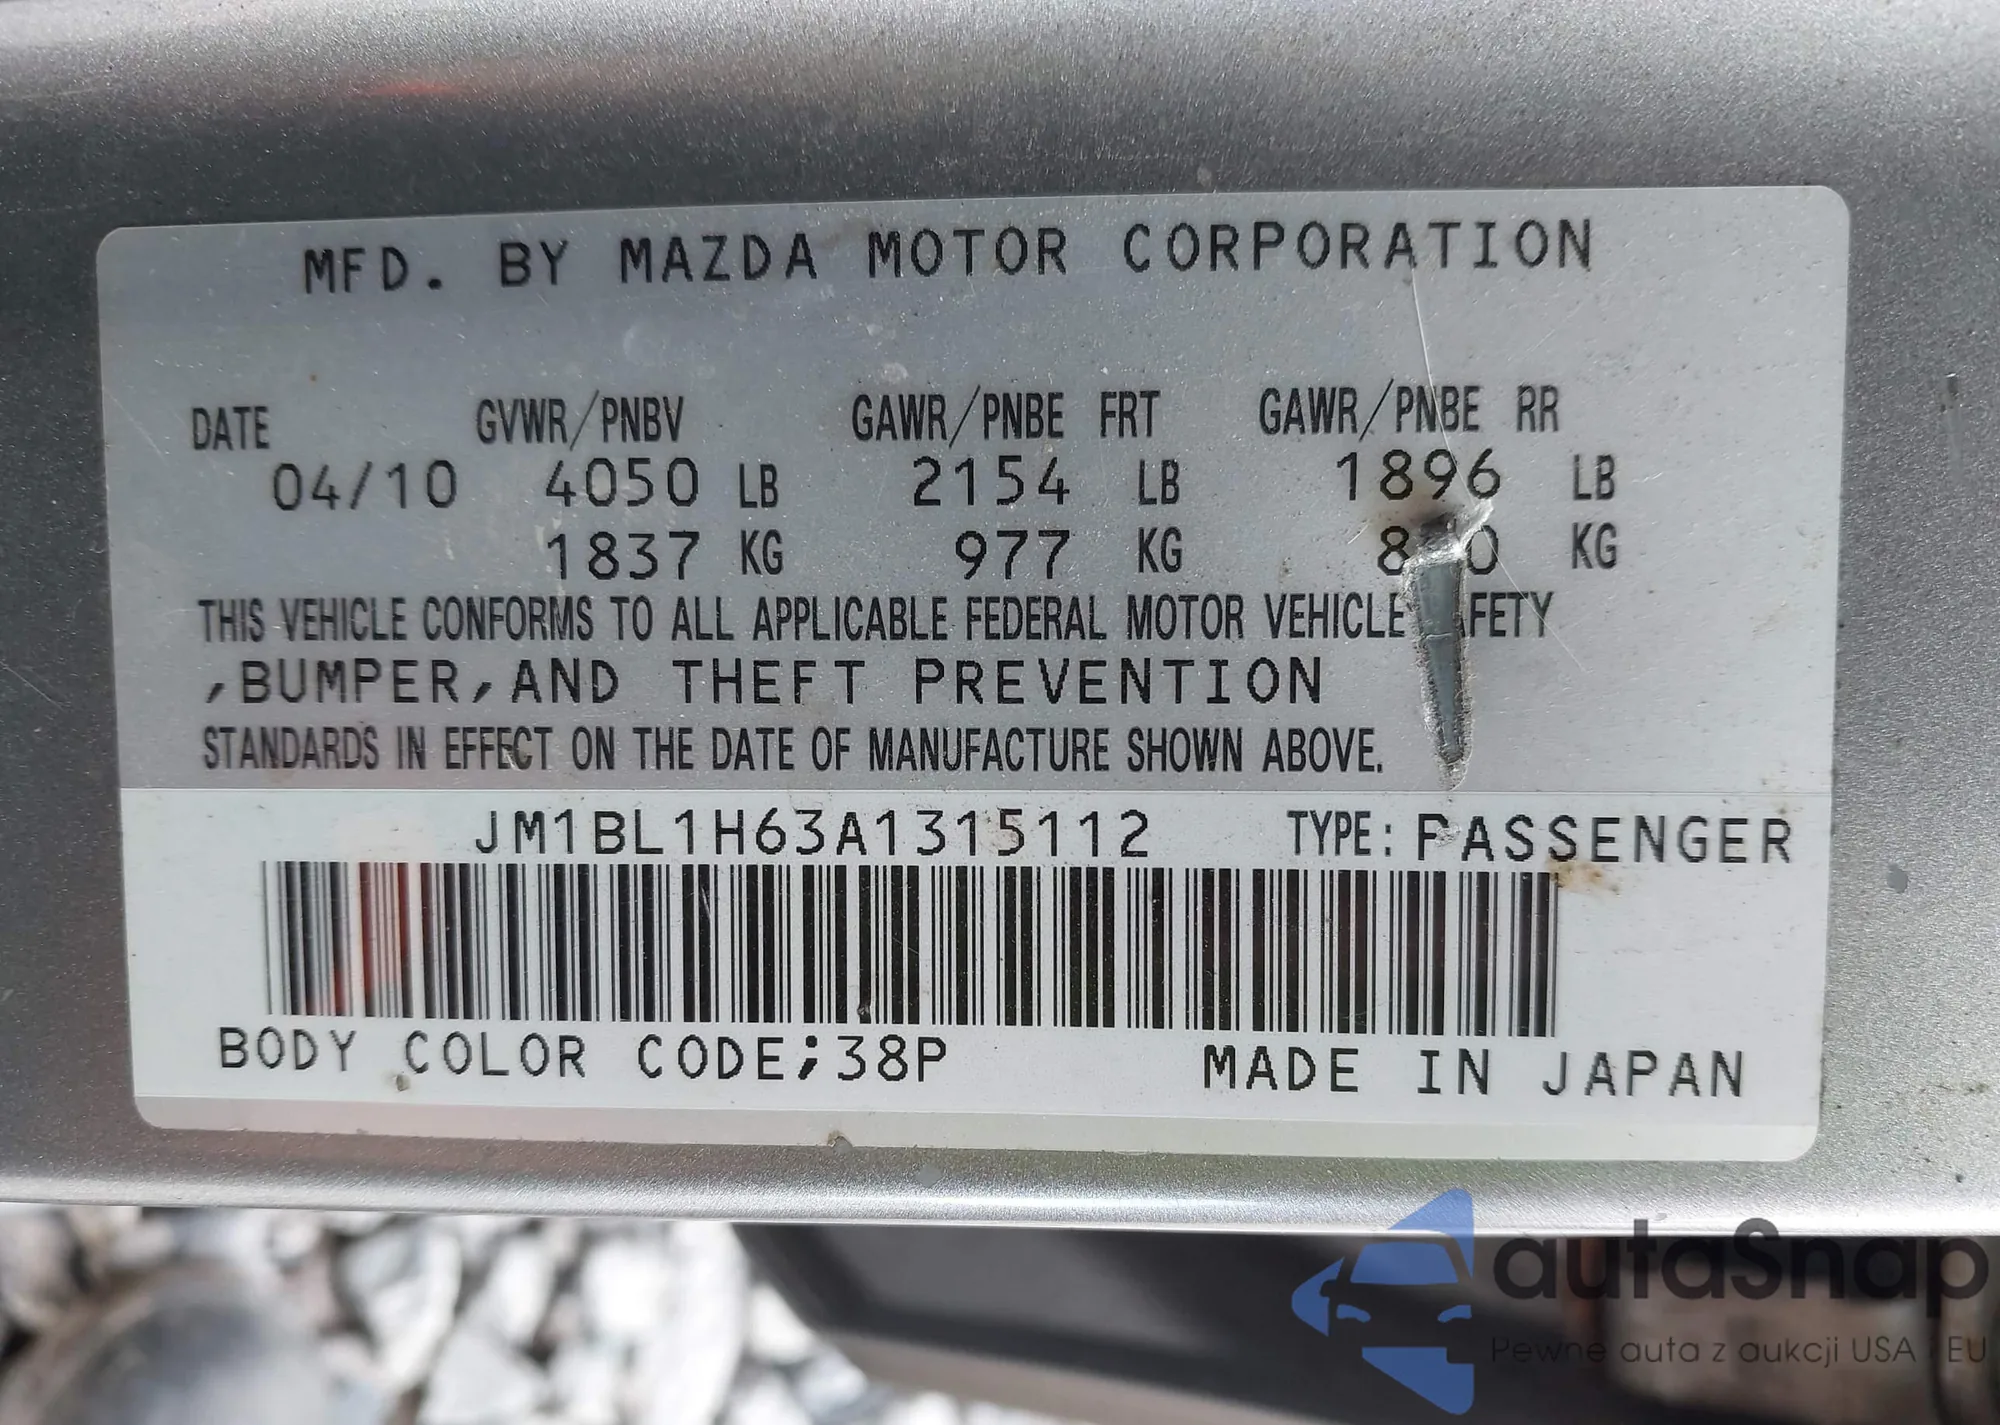 MFD. BY MAZDA MOTOR CORPORATION
DATE GVWR/PNBV GAWR/PNBE FRT GAWR/PNBE RR
04/10 4050 LB 2154 LB 1896 LB
1837 KG 977 KG KG
THIS VEHICLE CONFORMS TO ALL APPLICABLE FEDERAL MOTOR VEHICLE SAFETY
,BUMPER,AND THEFT PREVENTION
STANDARDS IN EFFECT ON THE DATE OF MANUFACTURE SHOWN ABOVE.
JM1BL1H63A1315112 TYPE: PASSENGER
BODY COLOR CODE;38P MADE IN JAPAN
autaSnap
Pewne auta z aukcji USA / EU